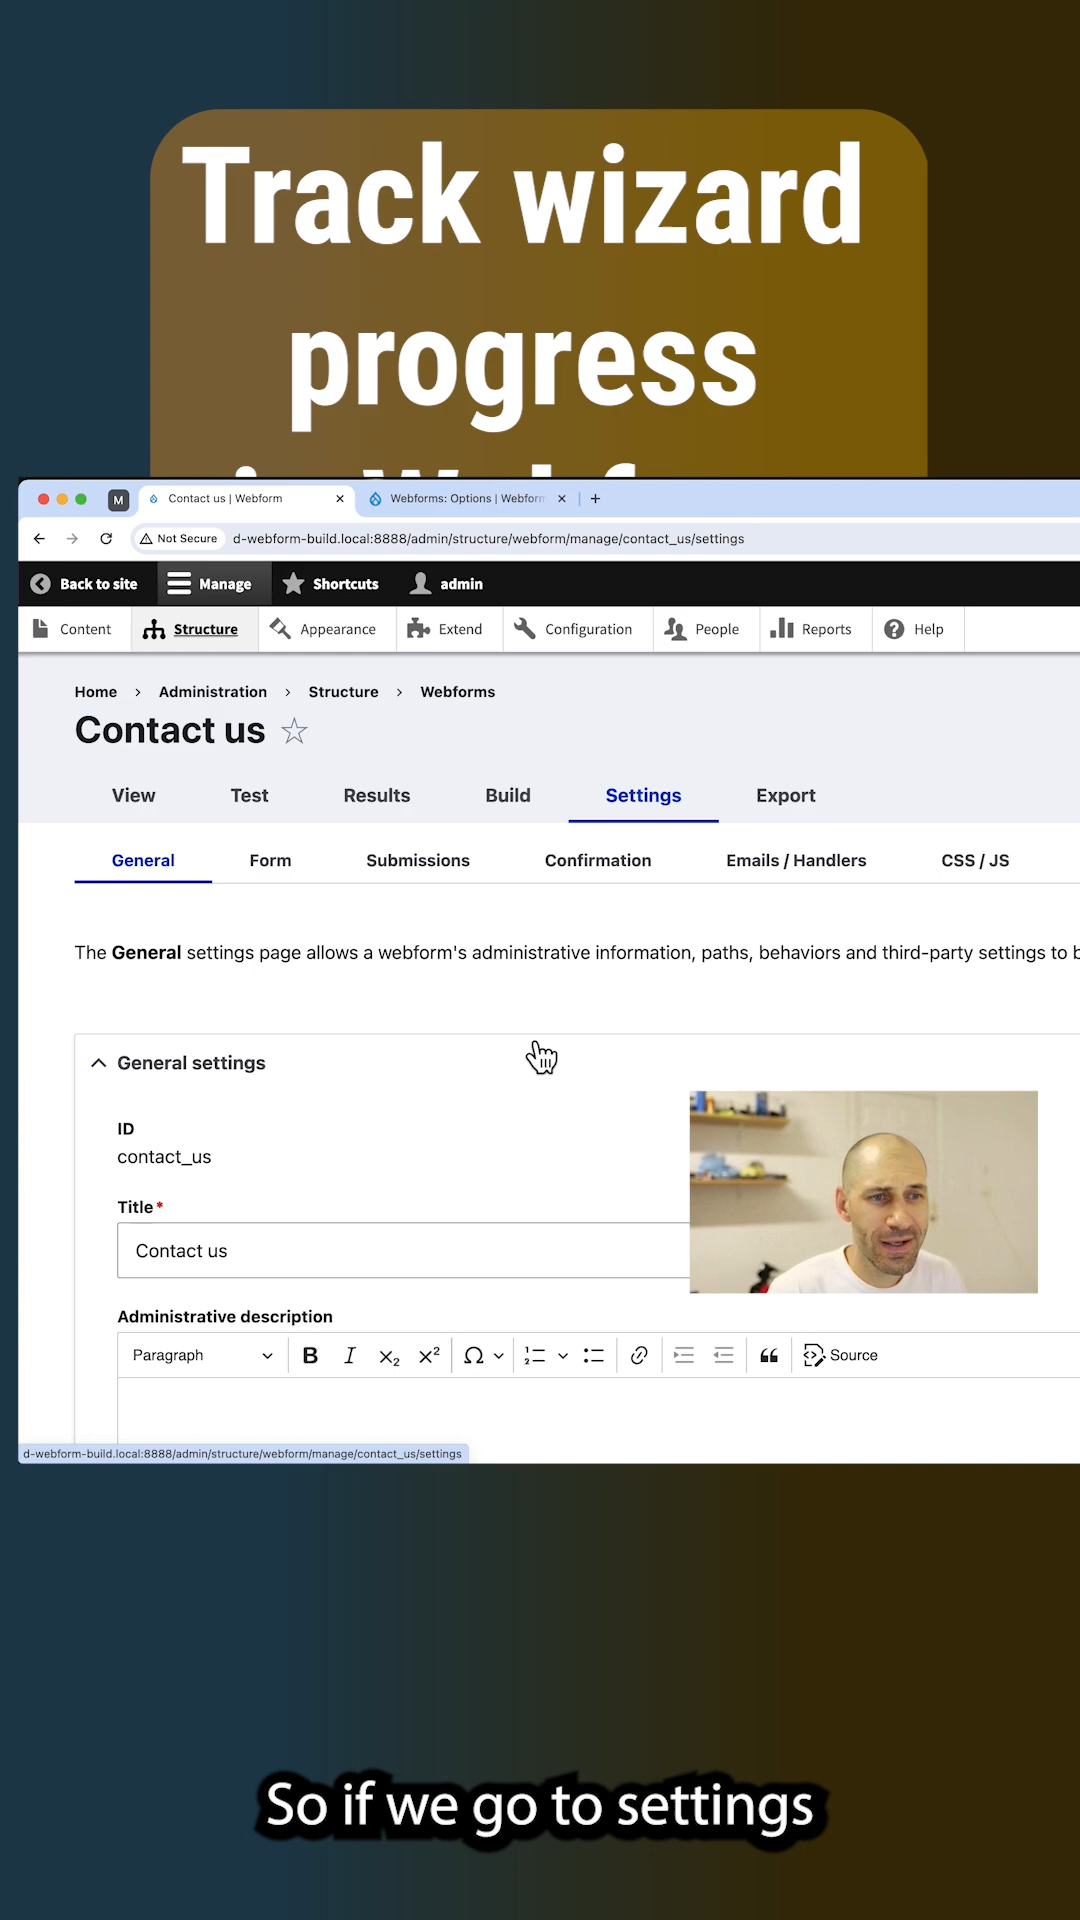 Track wizard
progress
M
Contact us | Webform
Webforms: Options | Webform
Not Secure
d-webform-build.local:8888/admin/structure/webform/manage/contact_us/settings
Back to site
Manage
Shortcuts
admin
Content
Structure
Appearance
Extend
Configuration
People
Reports
Help
Home > Administration > Structure > Webforms
Contact us
View
Test
Results
Build
Settings
Export
General
Form
Submissions
Confirmation
Emails / Handlers
CSS / JS
The General settings page allows a webform's administrative information, paths, behaviors and third-party settings to
General settings
ID
contact_us
Title*
Contact us
Administrative description
Paragraph
Source
d-webform-build.local:8888/admin/structure/webform/manage/contact_us/settings
So if we go to settings